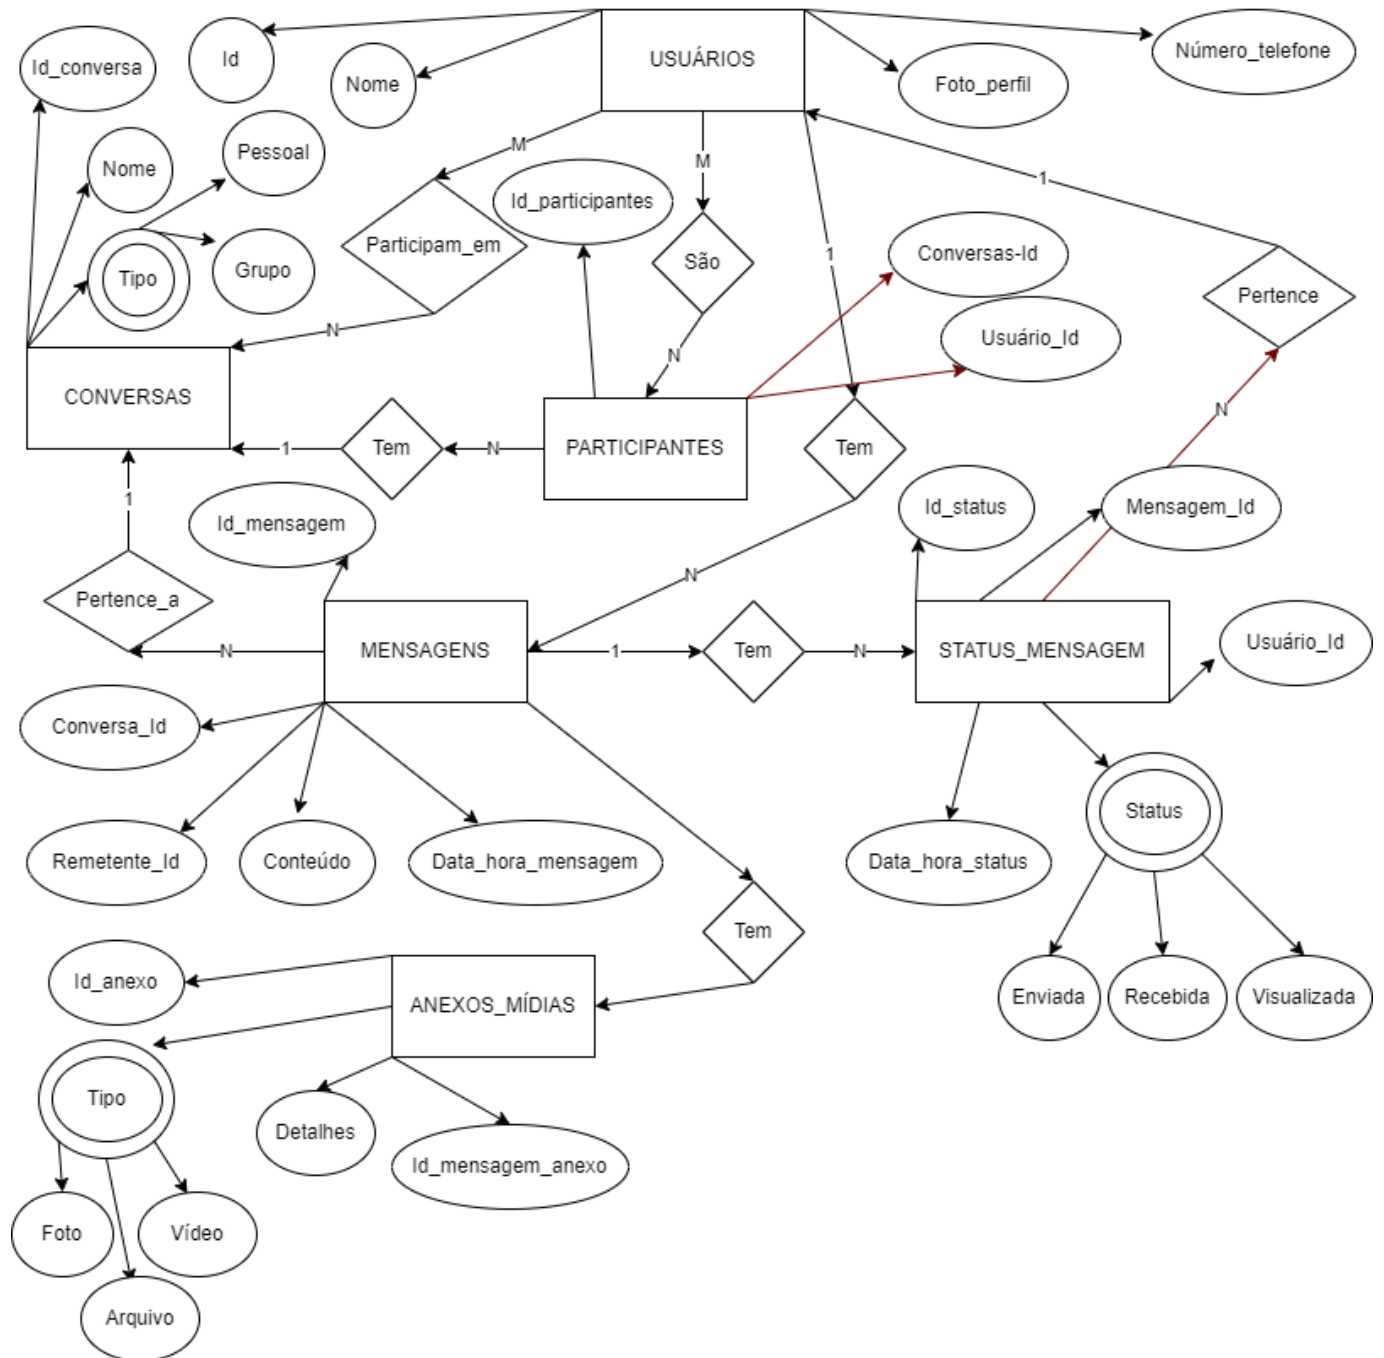 USUÁRIOS
Número_telefone
Id_conversa
Id
Nome
Foto_perfil
M
Pessoal
M
Nome
1
Id_participantes
Participam_em
Conversas-Id
1
São
Grupo
Tipo
Pertence
N
Usuário_Id
N
CONVERSAS
N
1
Tem
N
PARTICIPANTES
Tem
1
Id_mensagem
Id_status
Mensagem_Id
N
Pertence_a
N
MENSAGENS
1
Tem
N
STATUS_MENSAGEM
Usuário_Id
Conversa_Id
Status
Remetente_Id
Conteúdo
Data_hora_mensagem
Data_hora_status
Tem
Id_anexo
ANEXOS_MÍDIAS
Enviada
Recebida
Visualizada
Tipo
Detalhes
Id_mensagem_anexo
Foto
Vídeo
Arquivo